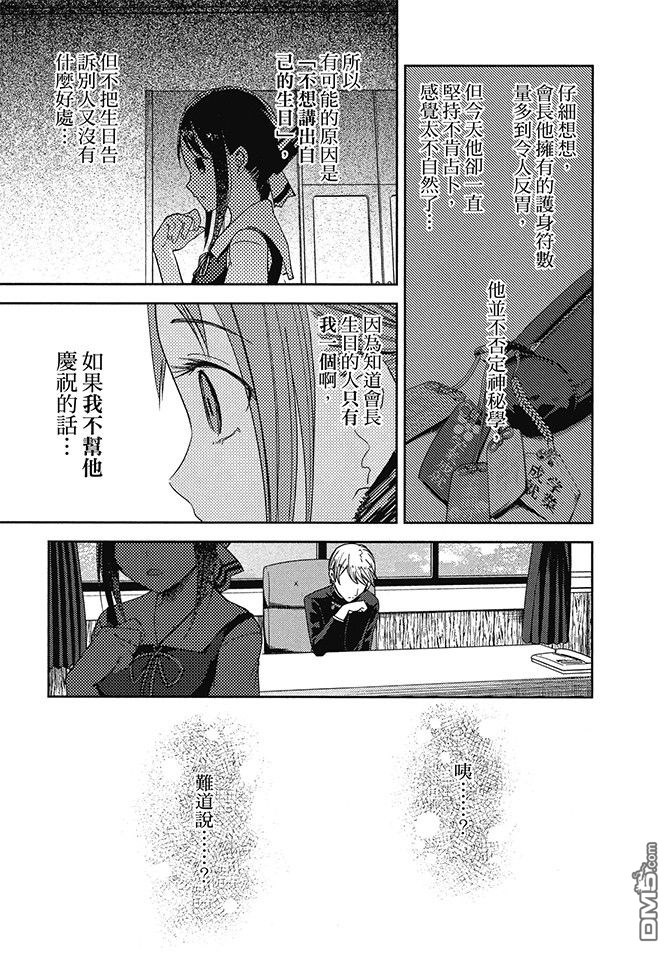 仔細想想，
會長他擁有的護身符數
量多到令人反胃，
他並不否定神秘學，
但今天他卻一直
堅持不肯占卜，
感覺太不自然了…
学業
成就
所以
有可能的原因是
「不想講出自
己的生日」，
但不把生日告
訴別人又沒有
什麼好處…
因為知道會長
生日的人只有
我一個啊，
如果我不幫他
慶祝的話…
咦……？
難道說……？
DM5.com